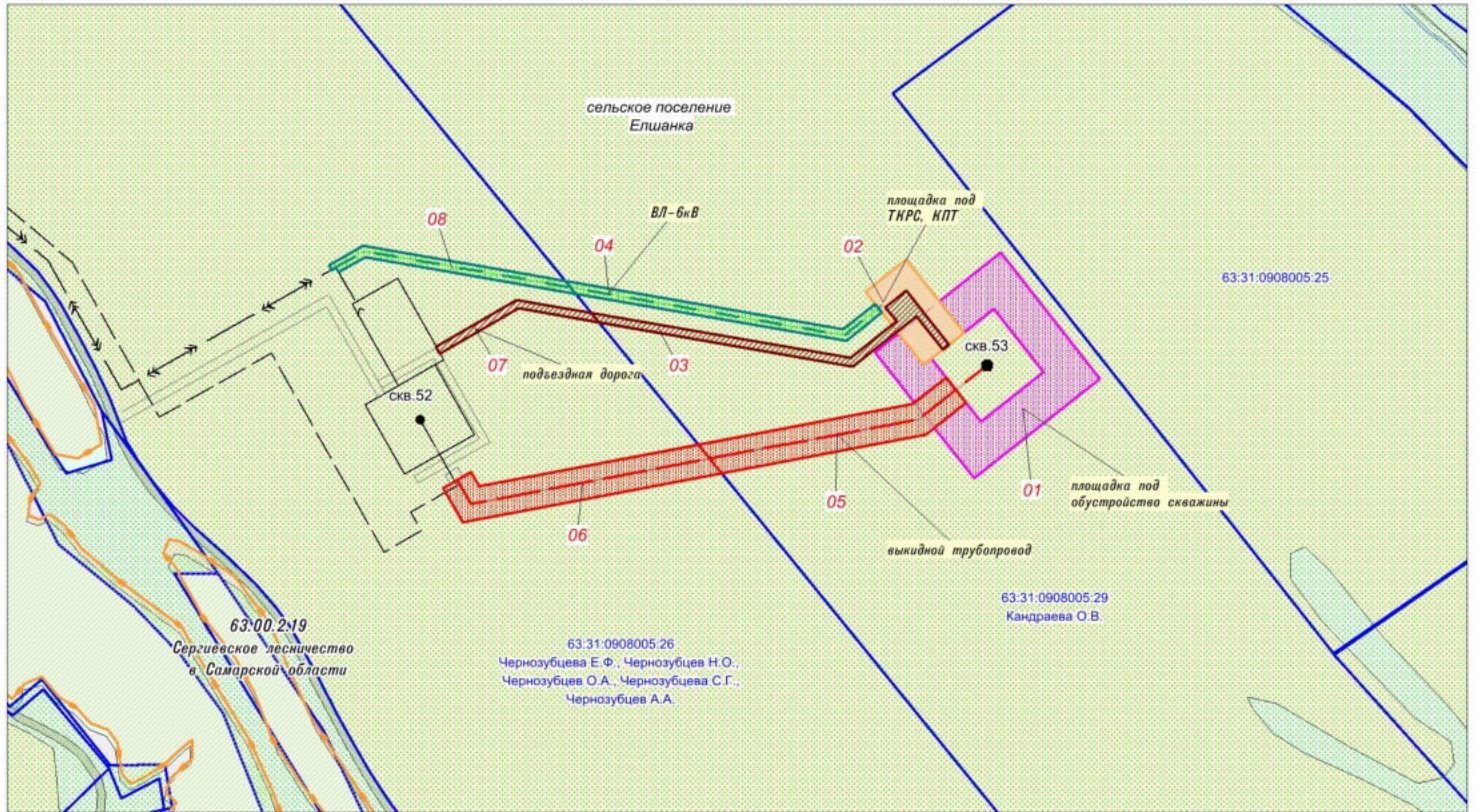 сельское поселение
Елшанка
площадка под
ТКРС, КПТ
ВЛ-6кВ
08
04
02
63:31:0908005:25
скв.53
07
подъездная дорога
03
скв.52
01
площадка под
обустройство скважины
05
06
выкидной трубопровод
63:31:0908005:29
Кандраева О.В.
63:00.2.19
Сергиевское лесничество
в Самарской области
63:31:0908005:26
Чернозубцева Е.Ф., Чернозубцев Н.О.,
Чернозубцев О.А., Чернозубцева С.Г.,
Чернозубцев А.А.